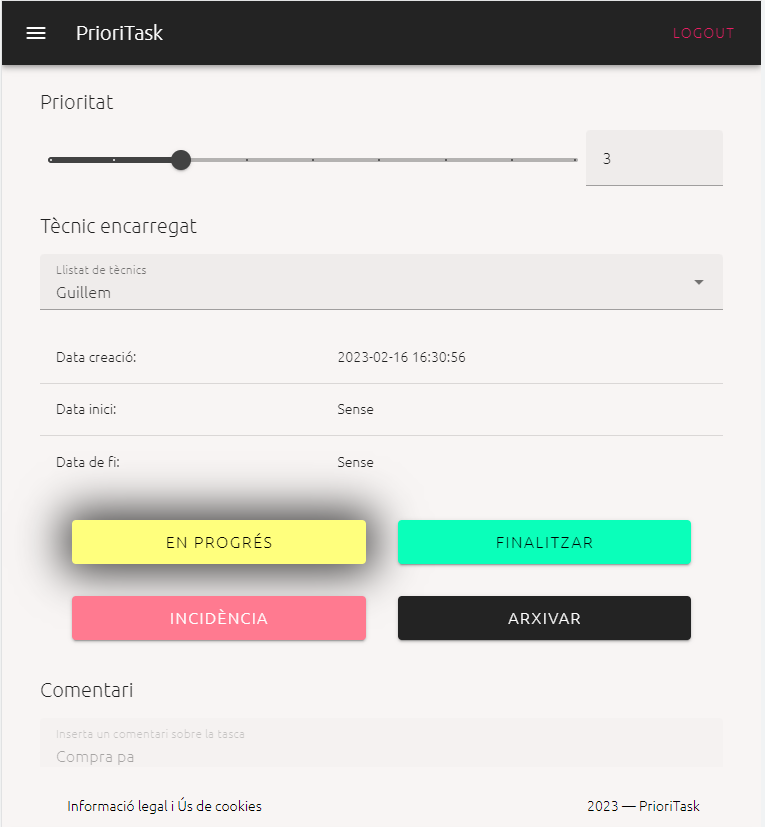 PrioriTask LOGOUT
Prioritat
3
Tècnic encarregat
Llistat de tècnics
Guillem
Data creació: 2023-02-16 16:30:56
Data inici: Sense
Data de fi: Sense
EN PROGRÉS FINALITZAR
INCIDÈNCIA ARXIVAR
Comentari
Inserta un comentari sobre la tasca
Compra pa
Informació legal i Ús de cookies 2023 — PrioriTask